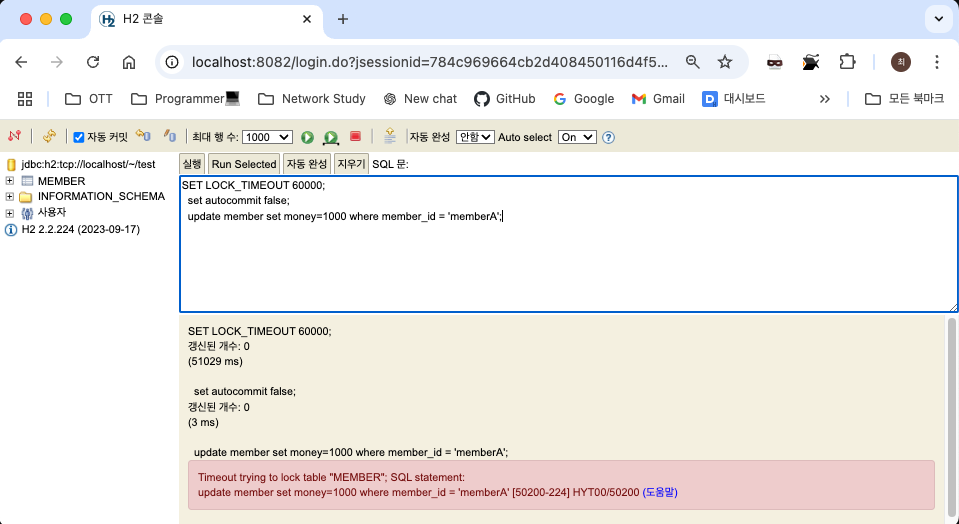 H2 콘솔
localhost:8082/login.do?jsessionid=784c969664cb2d408450116d4f5...
최
OTT
Programmer
Network Study
New chat
GitHub
Google
Gmail
대시보드
모든 북마크
자동 커밋
최대 행 수: 1000
자동 완성 안함
Auto select On
jdbc:h2:tcp://localhost/~/test
MEMBER
INFORMATION_SCHEMA
사용자
H2 2.2.224 (2023-09-17)
실행 Run Selected 자동 완성 지우기 SQL 문:
SET LOCK_TIMEOUT 60000;
set autocommit false;
update member set money=1000 where member_id = 'memberA';
SET LOCK_TIMEOUT 60000;
갱신된 개수: 0
(51029 ms)
set autocommit false;
갱신된 개수: 0
(3 ms)
update member set money=1000 where member_id = 'memberA';
Timeout trying to lock table "MEMBER"; SQL statement:
update member set money=1000 where member_id = 'memberA' [50200-224] HYT00/50200 (도움말)